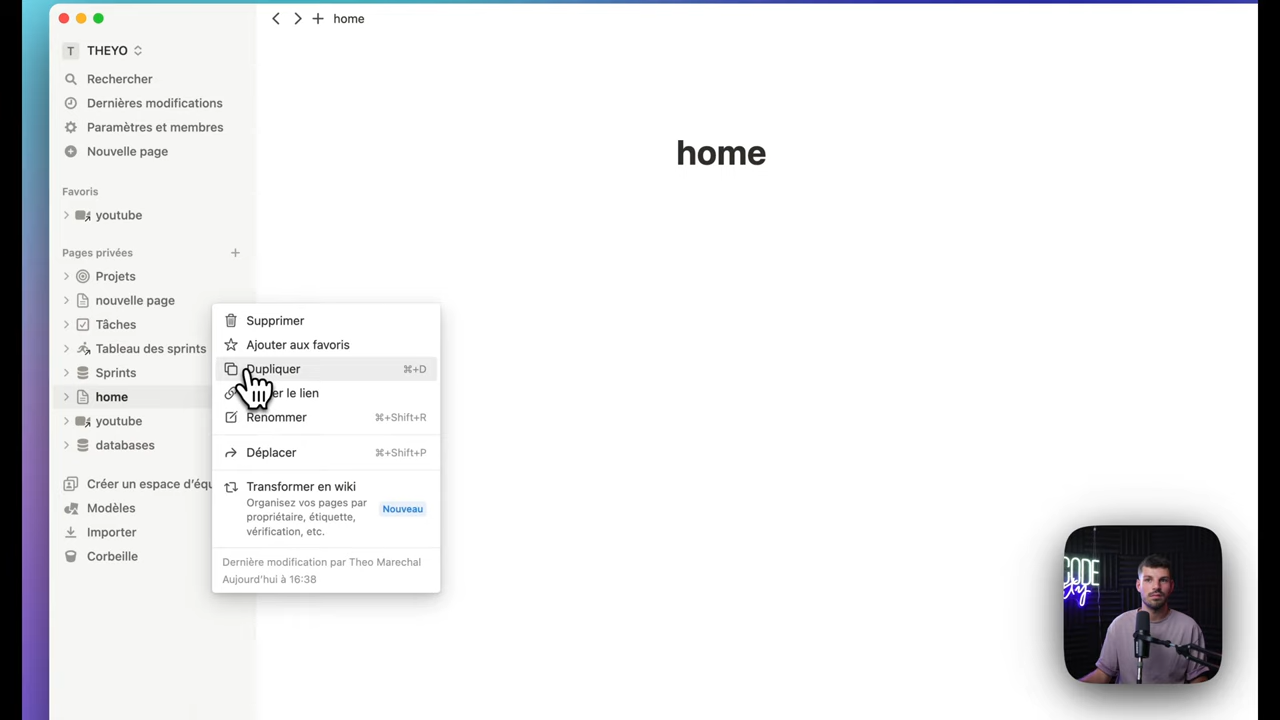 home
T THEYO
Rechercher
Dernières modifications
Paramètres et membres
Nouvelle page
Favoris
youtube
Pages privées
Projets
nouvelle page
Tâches
Tableau des sprints
Sprints
home
youtube
databases
Créer un espace d'équ
Modèles
Importer
Corbeille
home
Supprimer
Ajouter aux favoris
Dupliquer ⌘+D
le lien
Renommer ⌘+Shift+R
Déplacer ⌘+Shift+P
Transformer en wiki
Organisez vos pages par
propriétaire, étiquette,
vérification, etc.
Nouveau
Dernière modification par Theo Marechal
Aujourd'hui à 16:38
CODE